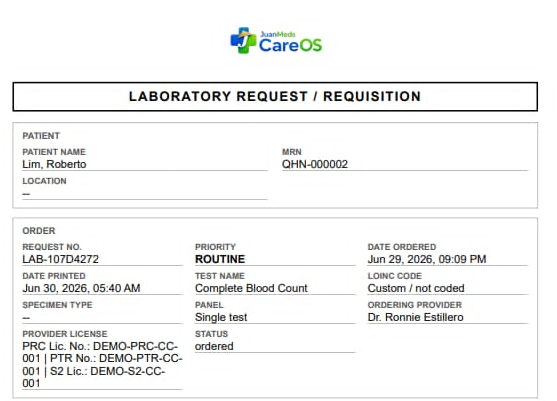 JuanMeds
CareOS
LABORATORY REQUEST / REQUISITION
PATIENT
PATIENT NAME
Lim, Roberto
MRN
QHN-000002
LOCATION
--
ORDER
REQUEST NO.
LAB-107D4272
PRIORITY
ROUTINE
DATE ORDERED
Jun 29, 2026, 09:09 PM
DATE PRINTED
Jun 30, 2026, 05:40 AM
TEST NAME
Complete Blood Count
LOINC CODE
Custom / not coded
SPECIMEN TYPE
--
PANEL
Single test
ORDERING PROVIDER
Dr. Ronnie Estillero
PROVIDER LICENSE
PRC Lic. No.: DEMO-PRC-CC-
001 | PTR No.: DEMO-PTR-CC-
001 | S2 Lic.: DEMO-S2-CC-
001
STATUS
ordered